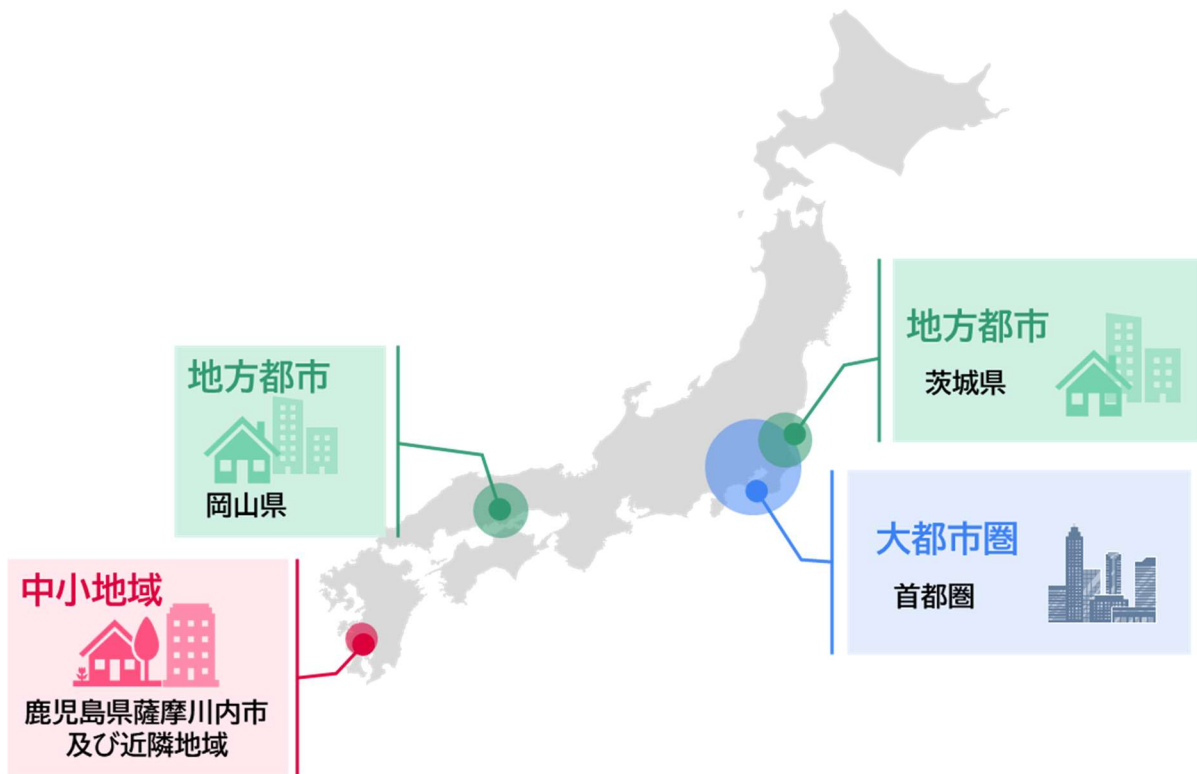 地方都市
茨城県
地方都市
岡山県
大都市圏
首都圏
中小地域
鹿児島県薩摩川内市
及び近隣地域